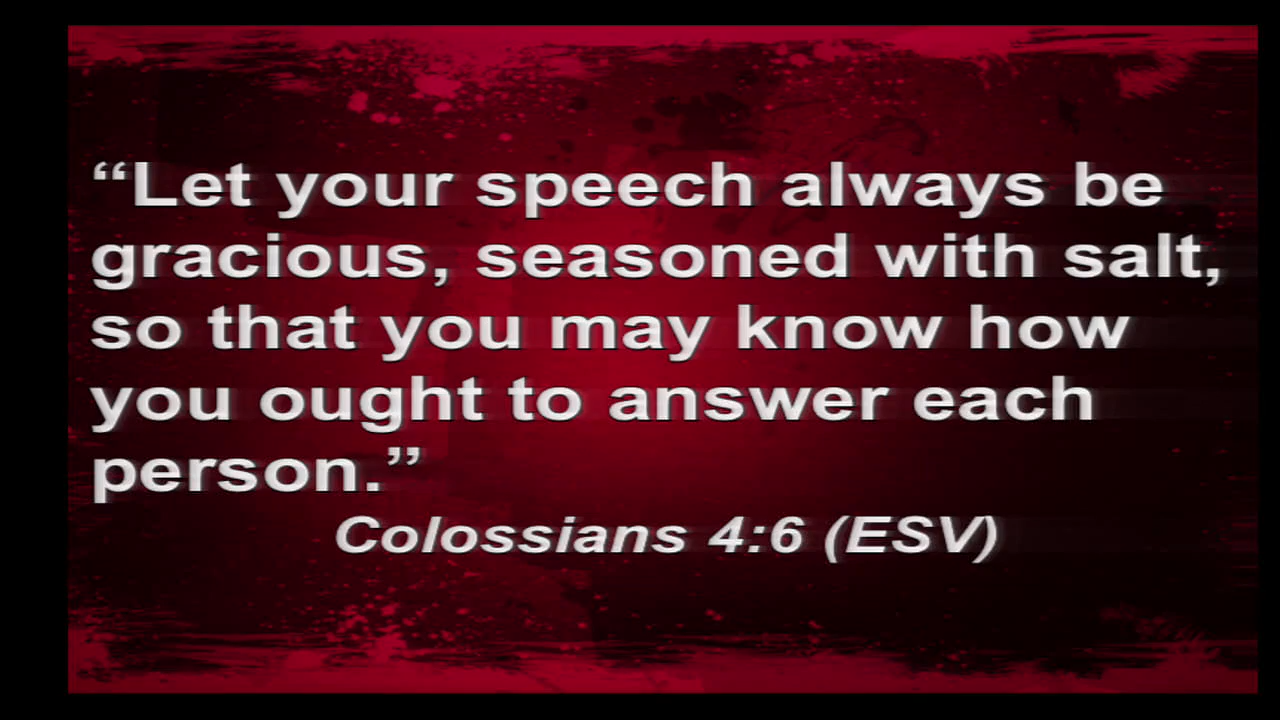 “Let your speech always be
gracious, seasoned with salt,
so that you may know how
you ought to answer each
person.”
Colossians 4:6 (ESV)